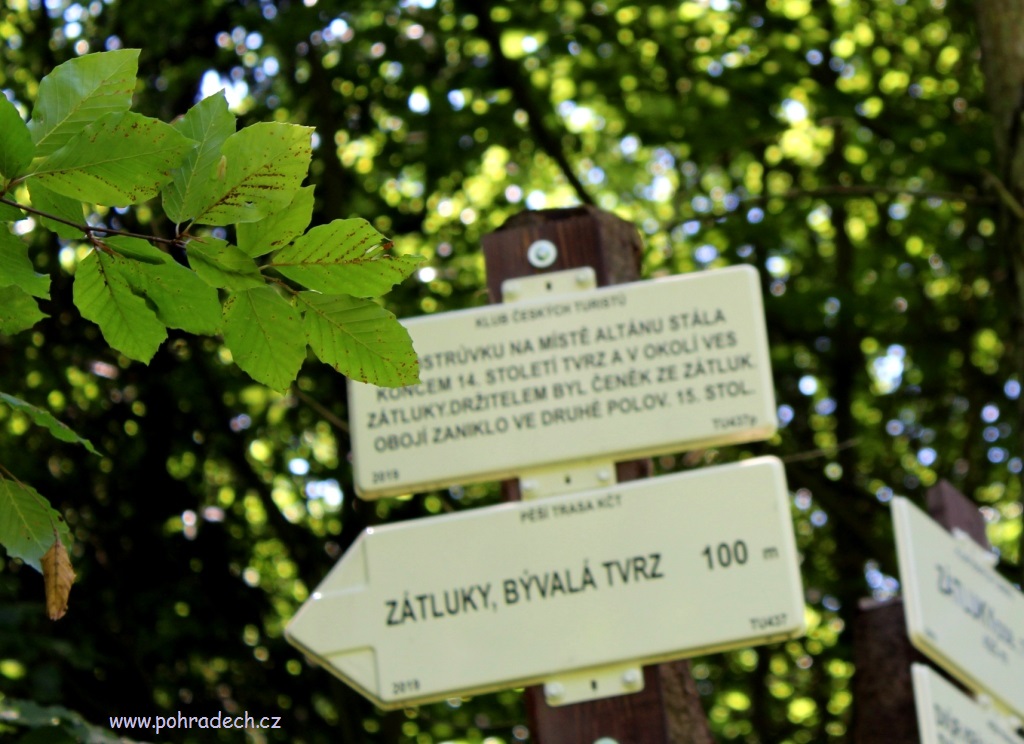 KLUB ČESKÝCH TURISTŮ
OSTRŮVKU NA MÍSTĚ ALTÁNU STÁLA
KONCEM 14. STOLETÍ TVRZ A V OKOLÍ VES
ZÁTLUKY.DRŽITELEM BYL ČENĚK ZE ZÁTLUK.
OBOJÍ ZANIKLO VE DRUHÉ POLOV. 15. STOL.
2019 TU437p
PĚŠÍ TRASA KČT
ZÁTLUKY, BÝVALÁ TVRZ 100 m
2019 TU437
www.pohradech.cz